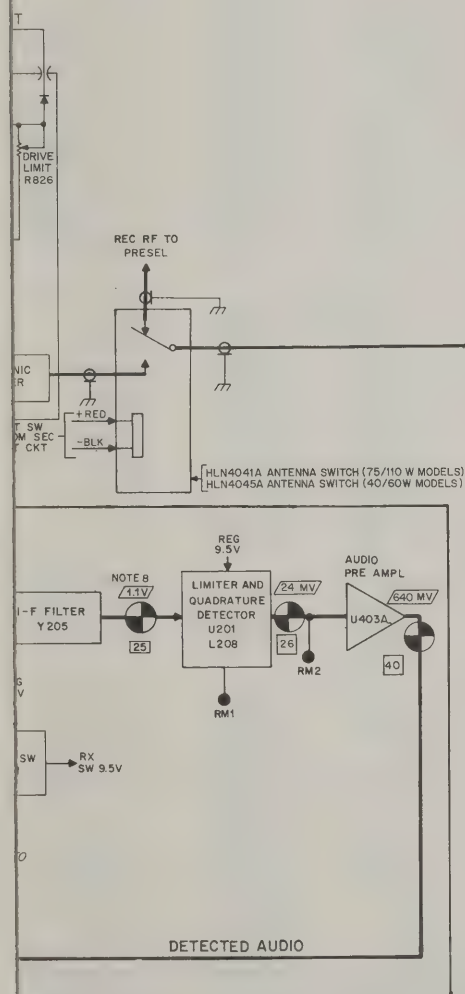 T
DRIVE
LIMIT
R826
REC RF TO
PRESEL
NIC
ER
T SW
OM SEC
T CKT
+RED
-BLK
HLN4041A ANTENNA SWITCH (75/110 W MODELS)
HLN4045A ANTENNA SWITCH (40/60W MODELS)
REG
9.5V
I-F FILTER
Y205
NOTE 8
1.1V
25
LIMITER AND
QUADRATURE
DETECTOR
U201
L208
24 MV
26
RM2
RM1
AUDIO
PRE AMPL
U403A
640 MV
40
G
V
SW
RX
SW 9.5V
TO
DETECTED AUDIO